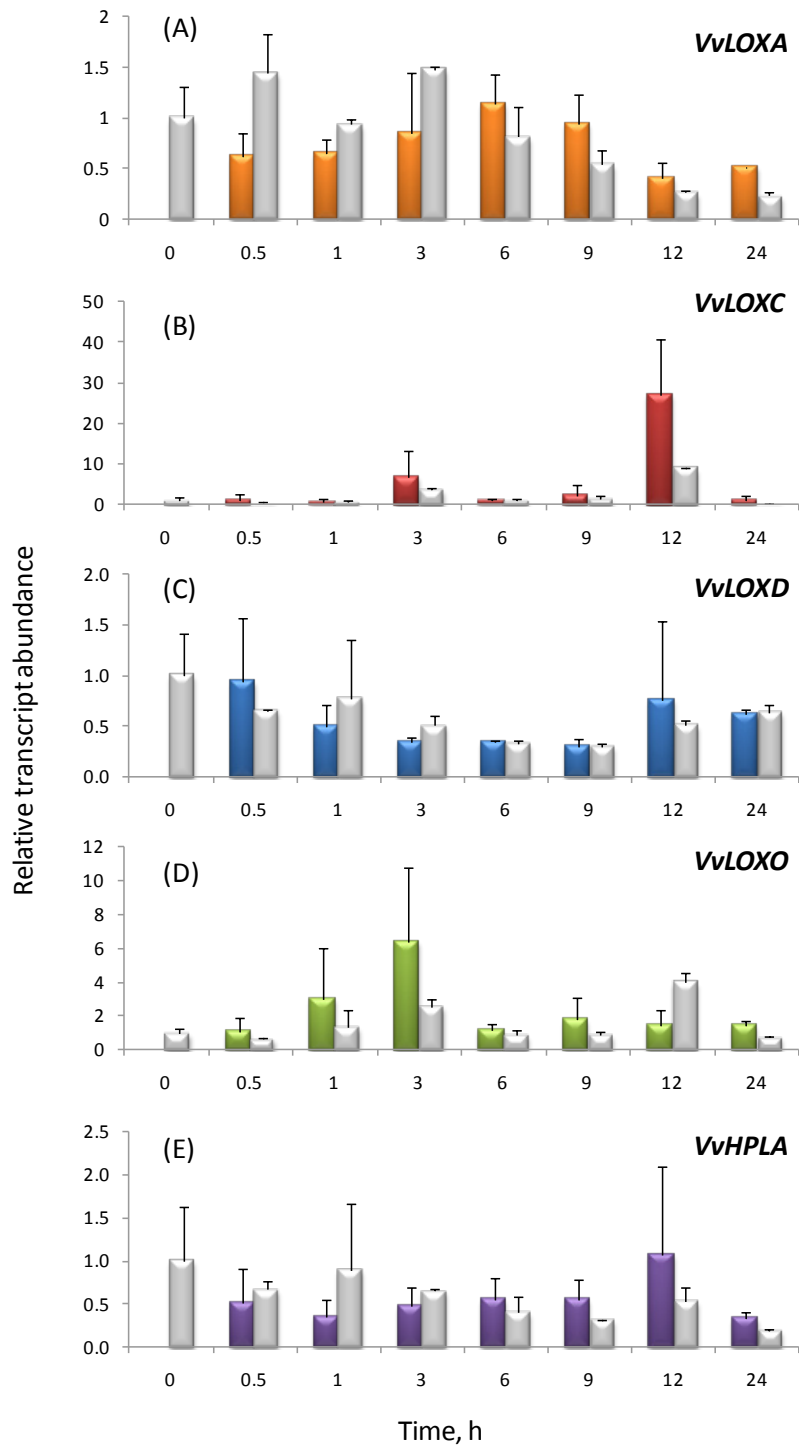 Relative transcript abundance
(A)
VvLOXA
2
1.5
1
0.5
0
0 0.5 1 3 6 9 12 24
(B)
VvLOXC
50
40
30
20
10
0
0 0.5 1 3 6 9 12 24
(C)
VvLOXD
2.0
1.5
1.0
0.5
0.0
0 0.5 1 3 6 9 12 24
(D)
VvLOXO
12
10
8
6
4
2
0
0 0.5 1 3 6 9 12 24
(E)
VvHPLA
2.5
2.0
1.5
1.0
0.5
0.0
0 0.5 1 3 6 9 12 24
Time, h